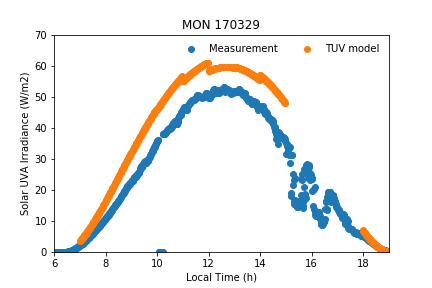 MON 170329
Measurement TUV model
Solar UVA Irradiance (W/m2)
70
60
50
40
30
20
10
0
6 8 10 12 14 16 18
Local Time (h)